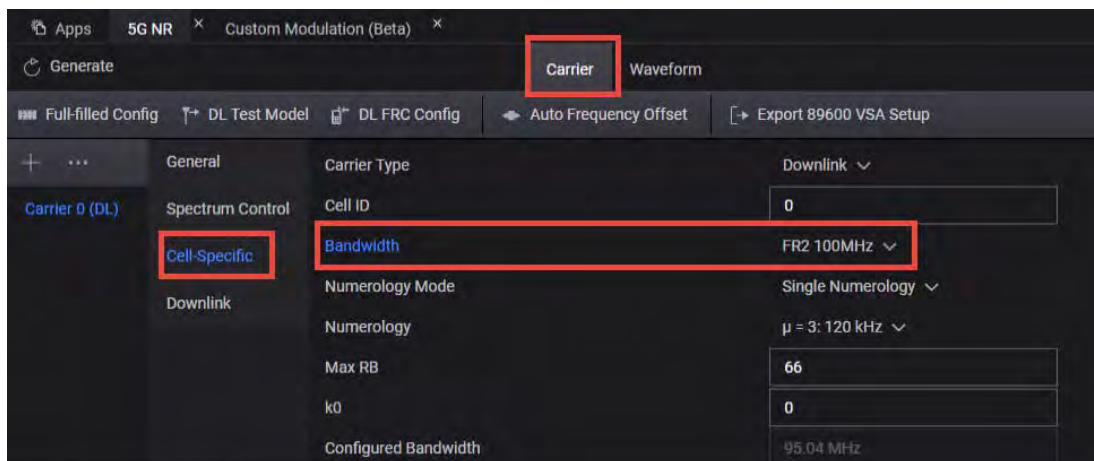 Apps 5G NR × Custom Modulation (Beta) ×
Generate Carrier Waveform
Full-filled Config DL Test Model DL FRC Config Auto Frequency Offset Export 89600 VSA Setup
+ ... General Carrier Type Downlink
Carrier 0 (DL) Spectrum Control Cell ID 0
Cell-Specific Bandwidth FR2 100MHz
Downlink Numerology Mode Single Numerology
Numerology µ = 3: 120 kHz
Max RB 66
k0 0
Configured Bandwidth 95.04 MHz